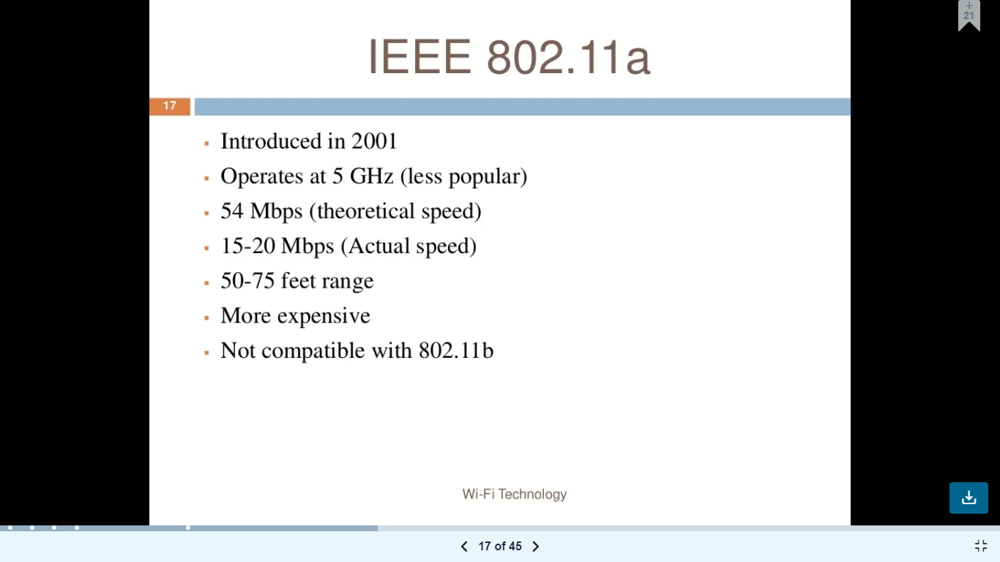 +
21
IEEE 802.11a
17
Introduced in 2001
Operates at 5 GHz (less popular)
54 Mbps (theoretical speed)
15-20 Mbps (Actual speed)
50-75 feet range
More expensive
Not compatible with 802.11b
Wi-Fi Technology
17 of 45